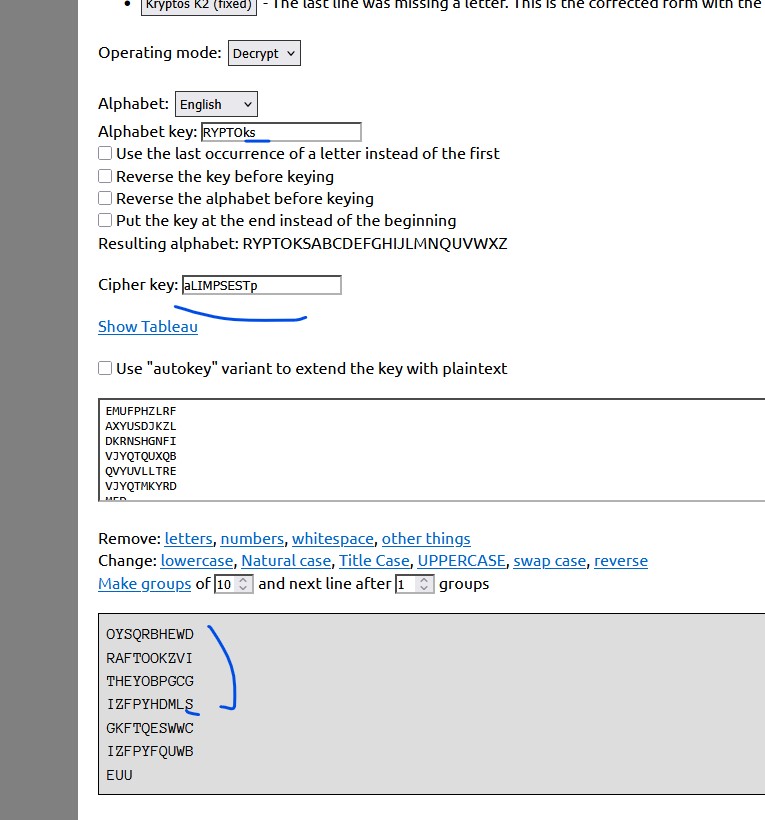 Kryptos K2 (fixed) - The last line was missing a letter. This is the corrected form with the
Operating mode: Decrypt
Alphabet: English
Alphabet key: RYPTOks
Use the last occurrence of a letter instead of the first
Reverse the key before keying
Reverse the alphabet before keying
Put the key at the end instead of the beginning
Resulting alphabet: RYPTOKSABCDEFGHIJLMNQUVWXZ
Cipher key: aLIMPSESTp
Show Tableau
Use "autokey" variant to extend the key with plaintext
EMUFPHZLRF
AXYUSDJKZL
DKRNSHGNFI
VJYQTQUXQB
QVYUVLLTRE
VJYQTMKYRD
MFD
Remove: letters, numbers, whitespace, other things
Change: lowercase, Natural case, Title Case, UPPERCASE, swap case, reverse
Make groups of 10 and next line after 1 groups
OYSQRBHEWD
RAFTOOKZVI
THEYOBPGCG
IZFPYHDMLS
GKFTQESWWC
IZFPYFQUWB
EUU